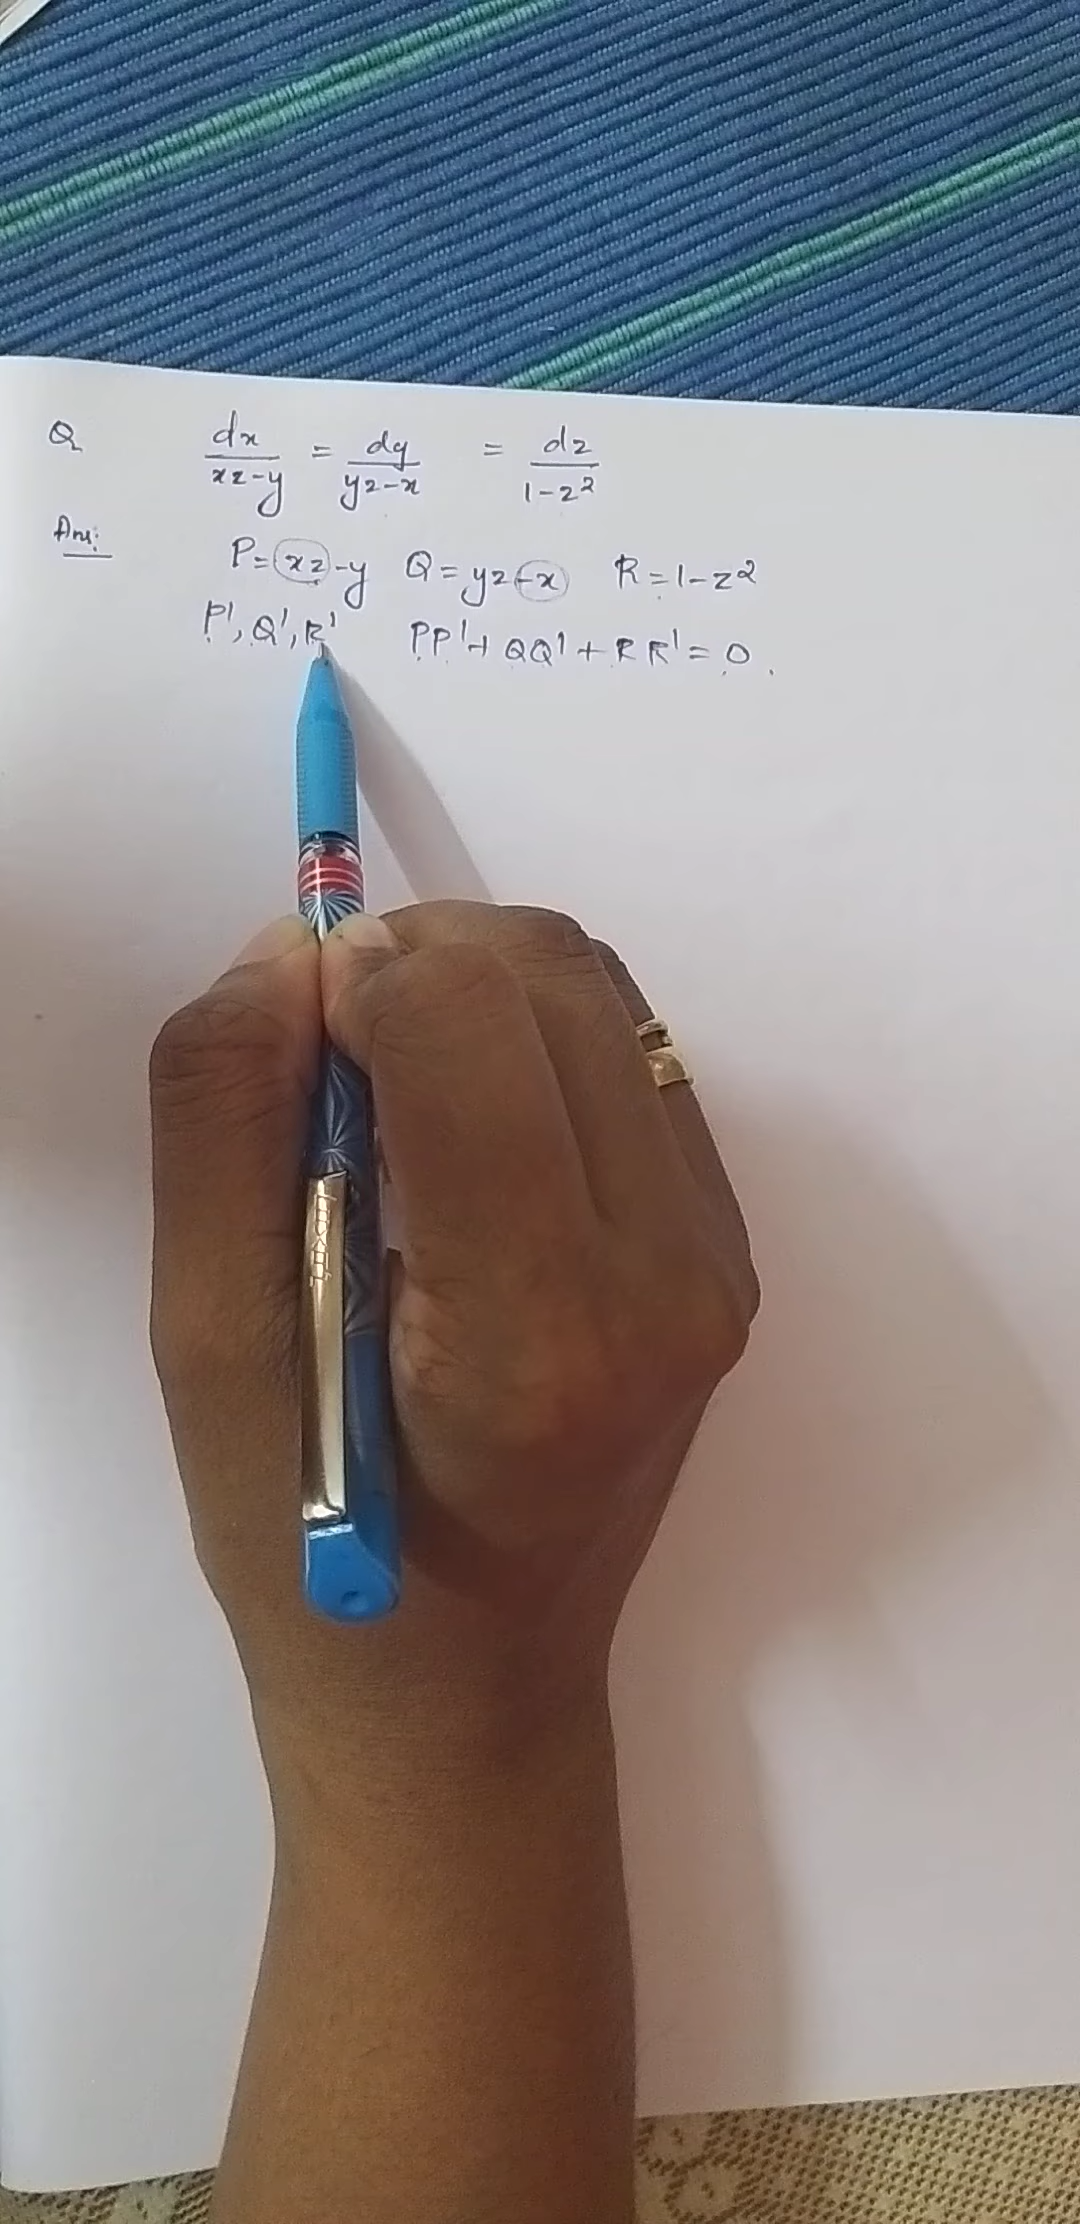 Q dx/xz-y = dy/yz-x = dz/1-z²
Ans: P=xz-y Q=yz-x R=1-z²
P', Q', R' PP'+QQ'+RR'=0.